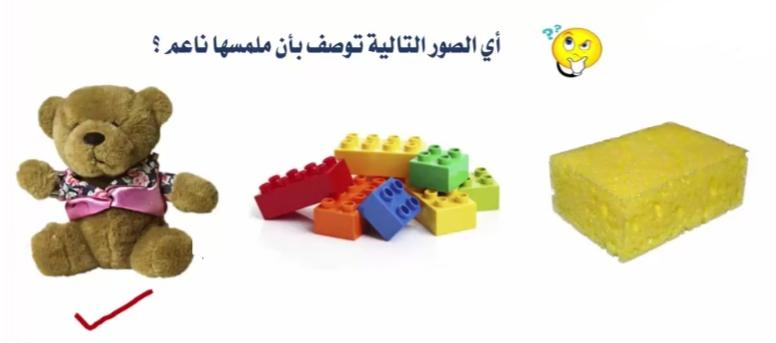 أي الصور التالية توصف بأن ملمسها ناعم ؟